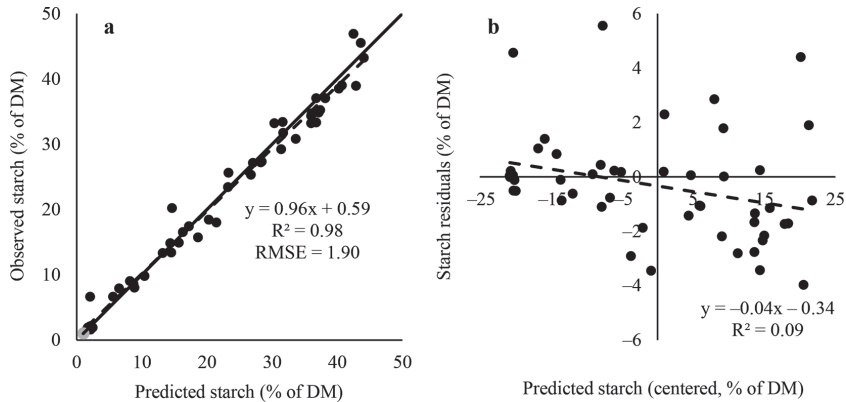 a
50
40
30
20
10
0
Observed starch (% of DM)
y = 0.96x + 0.59
R² = 0.98
RMSE = 1.90
0 10 20 30 40 50
Predicted starch (% of DM)
b
6
4
2
0
−2
−4
−6
Starch residuals (% of DM)
−25 −15 −5 5 15 25
y = −0.04x − 0.34
R² = 0.09
Predicted starch (centered, % of DM)